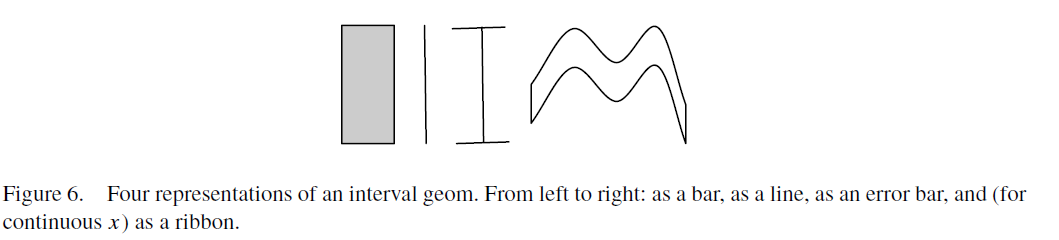 Figure 6. Four representations of an interval geom. From left to right: as a bar, as a line, as an error bar, and (for
continuous x) as a ribbon.